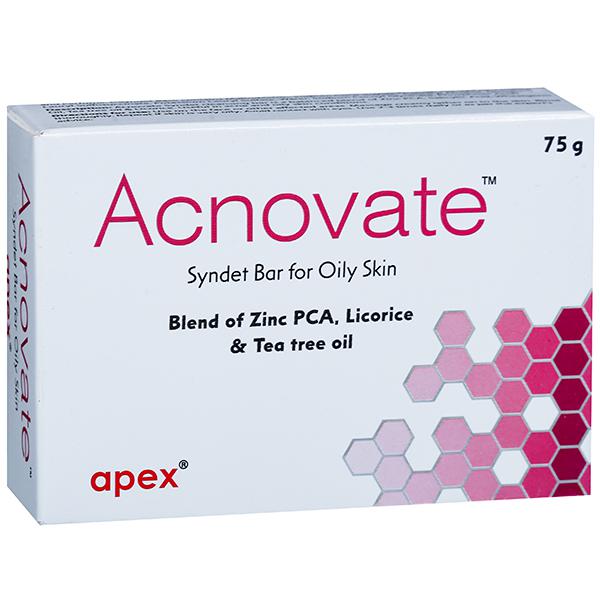 75 g
Acnovate™
Syndet Bar for Oily Skin
Blend of Zinc PCA, Licorice
& Tea tree oil
apex®
Acnovate™
Syndet Bar for Oily Skin
apex®